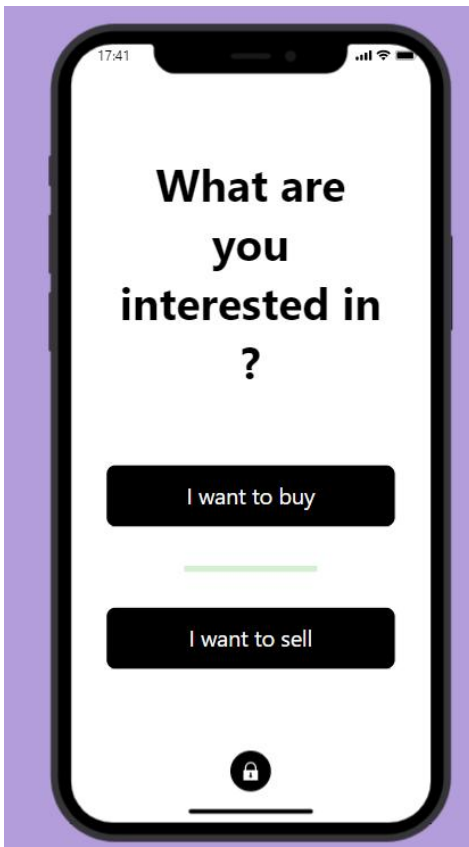 17:41
What are
you
interested in
?
I want to buy
I want to sell